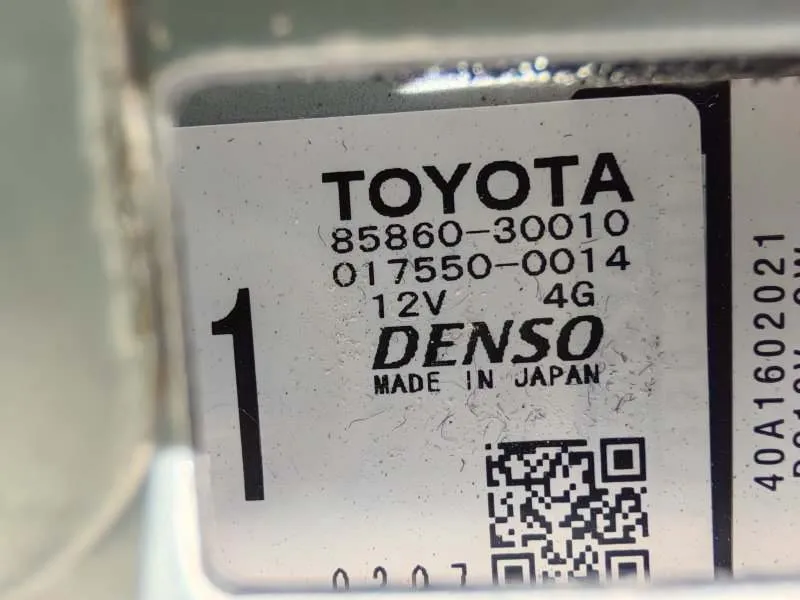 TOYOTA
85860-30010
017550-0014
12V 4G
DENSO
MADE IN JAPAN
1
40A1602021